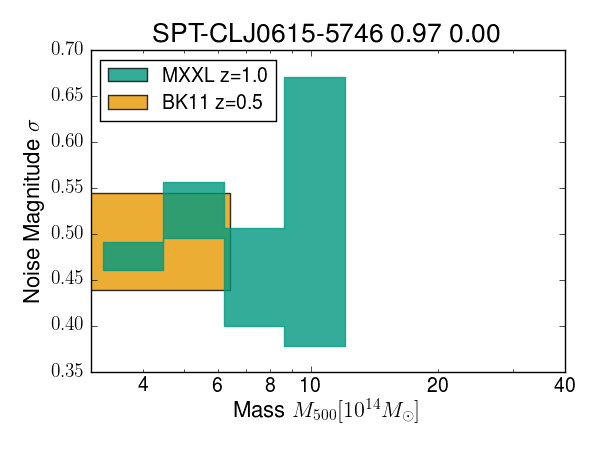 SPT-CLJ0615-5746 0.97 0.00
MXXL z=1.0
BK11 z=0.5
Noise Magnitude σ
0.70
0.65
0.60
0.55
0.50
0.45
0.40
0.35
4 6 8 10 20 40
Mass M₅₀₀[10¹⁴M☉]